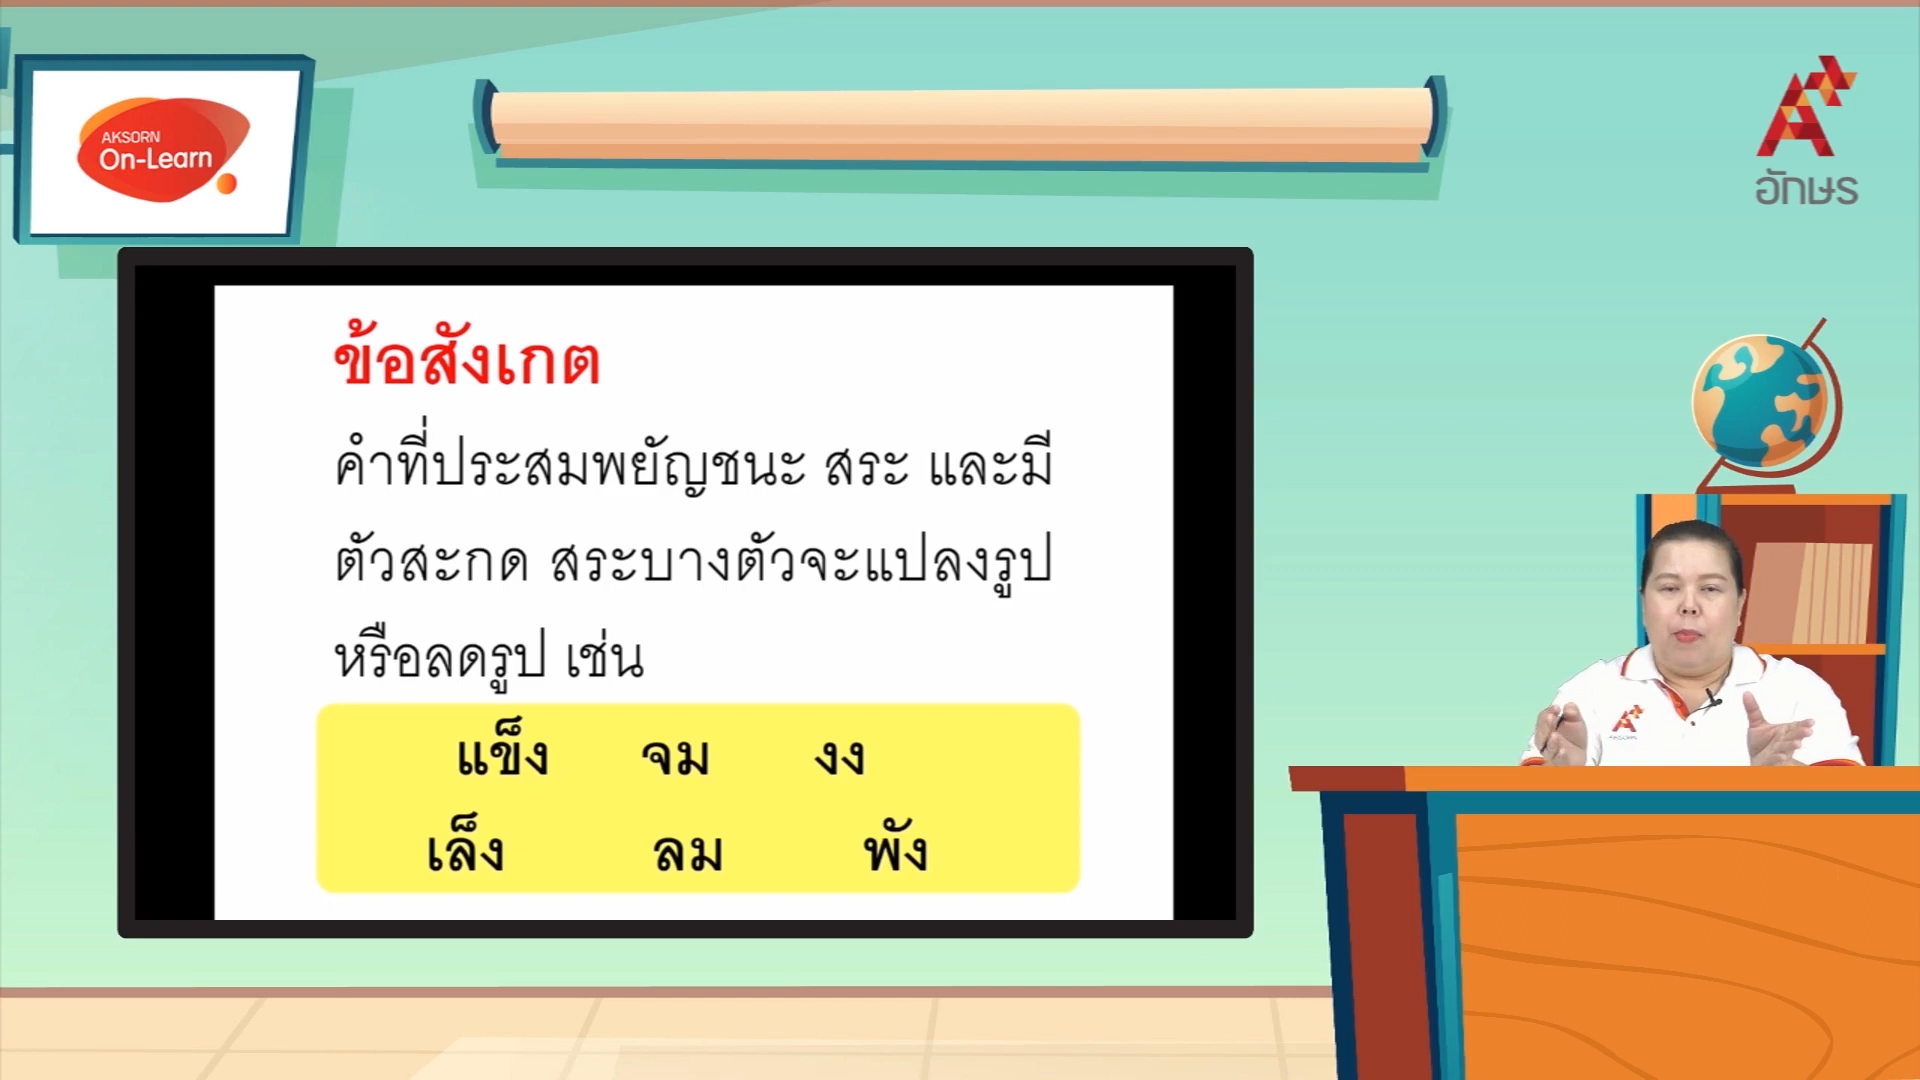 AKSORN
On-Learn
อักษร
ข้อสังเกต
คำที่ประสมพยัญชนะ สระ และมี
ตัวสะกด สระบางตัวจะแปลงรูป
หรือลดรูป เช่น
แข็ง จม งง
เล็ง ลม พัง
AKSORN